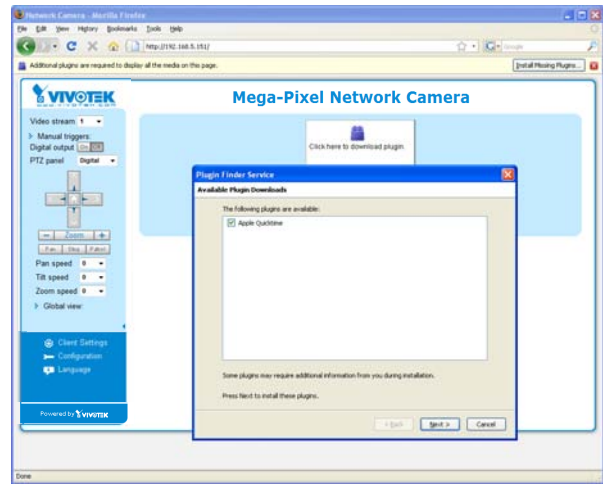 Network Camera - Mozilla Firefox
File Edit View History Bookmarks Tools Help
http://192.168.5.151/
Google
Additional plugins are required to display all the media on this page.
Install Missing Plugins...
VIVOTEK
Mega-Pixel Network Camera
Video stream 1
Manual triggers:
Digital output On Off
PTZ panel Digital
Click here to download plugin.
Zoom
Pan Stop Patrol
Pan speed 0
Tilt speed 0
Zoom speed 0
Global view:
Client Settings
Configuration
Language
Powered by VIVOTEK
Plugin Finder Service
Available Plugin Downloads
The following plugins are available:
Apple Quicktime
Some plugins may require additional information from you during installation.
Press Next to install these plugins.
< Back Next > Cancel
Done